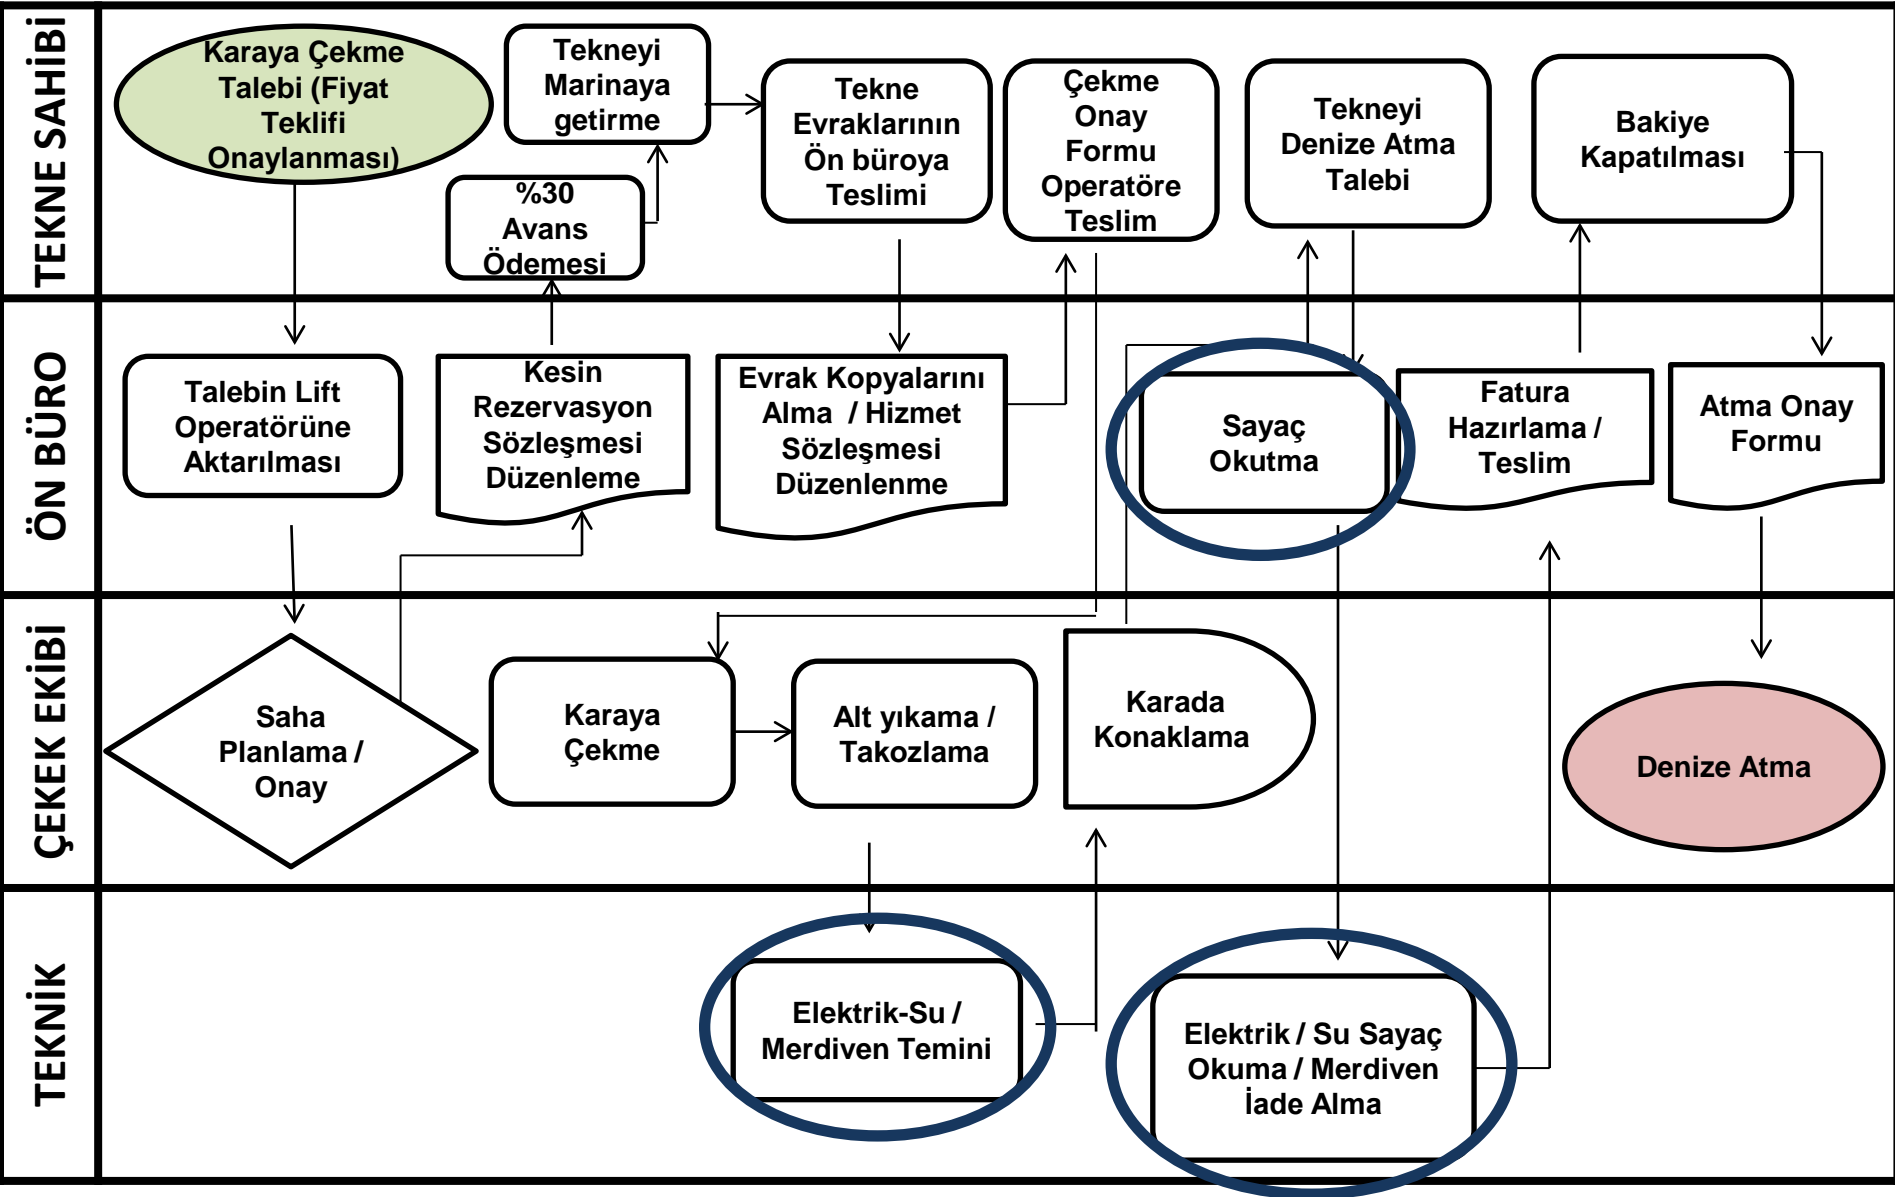 TEKNE SAHİBİ
Karaya Çekme
Talebi (Fiyat
Teklifi
Onaylanması)
%30
Avans
Ödemesi
Tekneyi
Marinaya
getirme
Tekne
Evraklarının
Ön büroya
Teslimi
Çekme
Onay
Formu
Operatöre
Teslim
Tekneyi
Denize Atma
Talebi
Bakiye
Kapatılması
ÖN BÜRO
Talebin Lift
Operatörüne
Aktarılması
Kesin
Rezervasyon
Sözleşmesi
Düzenleme
Evrak Kopyalarını
Alma / Hizmet
Sözleşmesi
Düzenlenme
Sayaç
Okutma
Fatura
Hazırlama /
Teslim
Atma Onay
Formu
ÇEKEK EKİBİ
Saha
Planlama /
Onay
Karaya
Çekme
Alt yıkama /
Takozlama
Karada
Konaklama
Denize Atma
TEKNİK
Elektrik-Su /
Merdiven Temini
Elektrik / Su Sayaç
Okuma / Merdiven
İade Alma